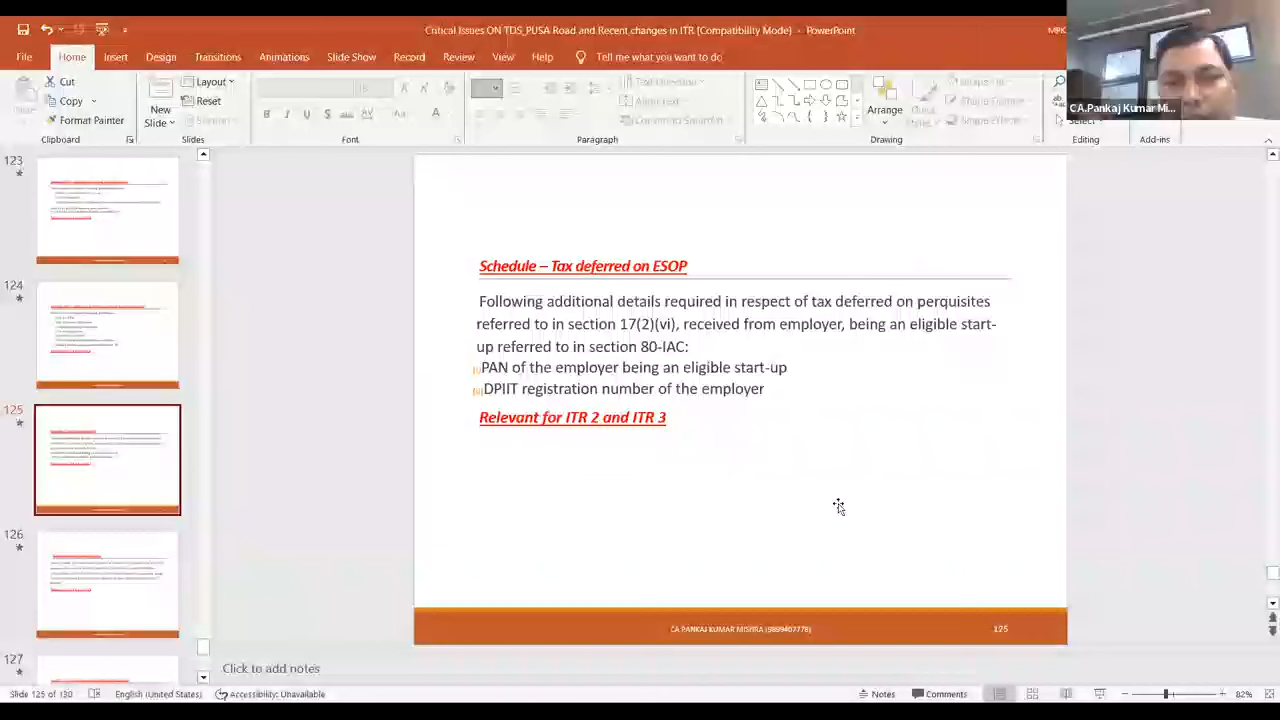 Critical Issues ON TDS_PUSA Road and Recent changes in ITR (Compatibility Mode) - PowerPoint
File Home Insert Design Transitions Animations Slide Show Record Review View Help Tell me what you want to do
Cut
Copy
Format Painter
Clipboard
New Slide
Layout
Reset
Slides
Font
Paragraph
Arrange
Drawing
Editing
Add-ins
CA.Pankaj Kumar Mi...
123
124
125
126
127
Schedule – Tax deferred on ESOP
Following additional details required in respect of tax deferred on perquisites
referred to in section 17(2)(vi), received from employer, being an eligible start-
up referred to in section 80-IAC:
(i)PAN of the employer being an eligible start-up
(ii)DPIIT registration number of the employer
Relevant for ITR 2 and ITR 3
CA PANKAJ KUMAR MISHRA (9899407778)
125
Click to add notes
Slide 125 of 130 English (United States) Accessibility: Unavailable Notes Comments 82%